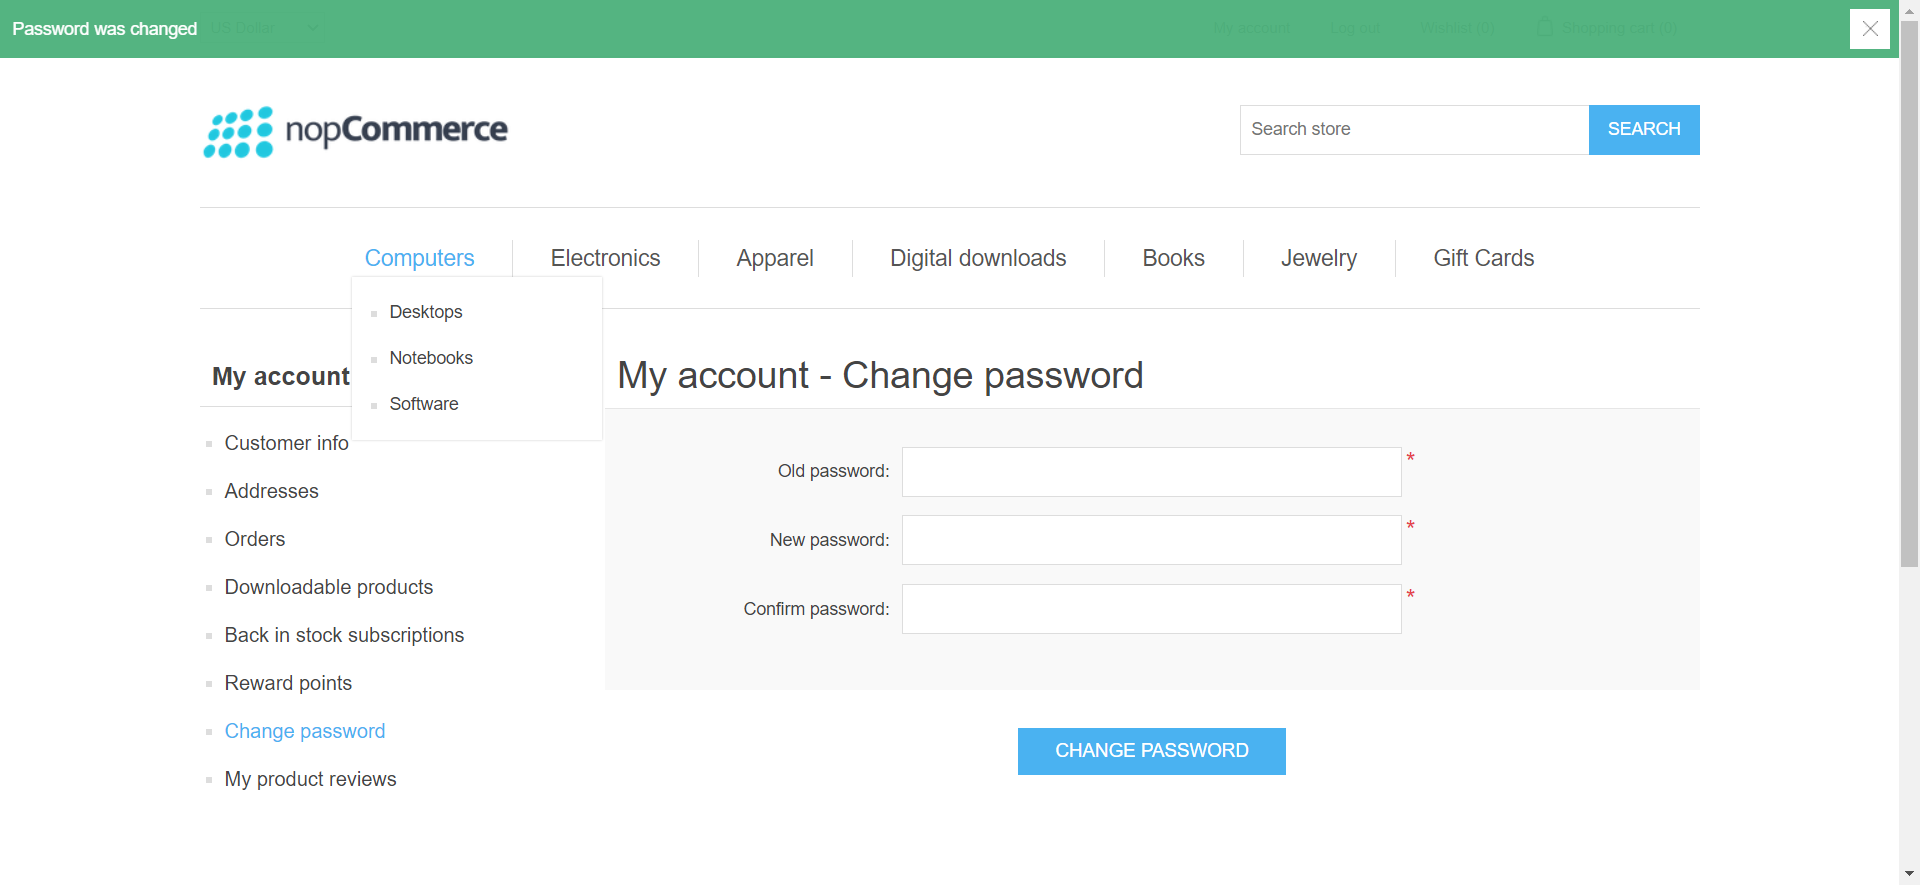 Password was changed
US Dollar
My account Log out Wishlist (0) Shopping cart (0)
nopCommerce
Search store
SEARCH
Computers
Electronics
Apparel
Digital downloads
Books
Jewelry
Gift Cards
Desktops
Notebooks
Software
My account
Customer info
Addresses
Orders
Downloadable products
Back in stock subscriptions
Reward points
Change password
My product reviews
My account - Change password
Old password: *
New password: *
Confirm password: *
CHANGE PASSWORD